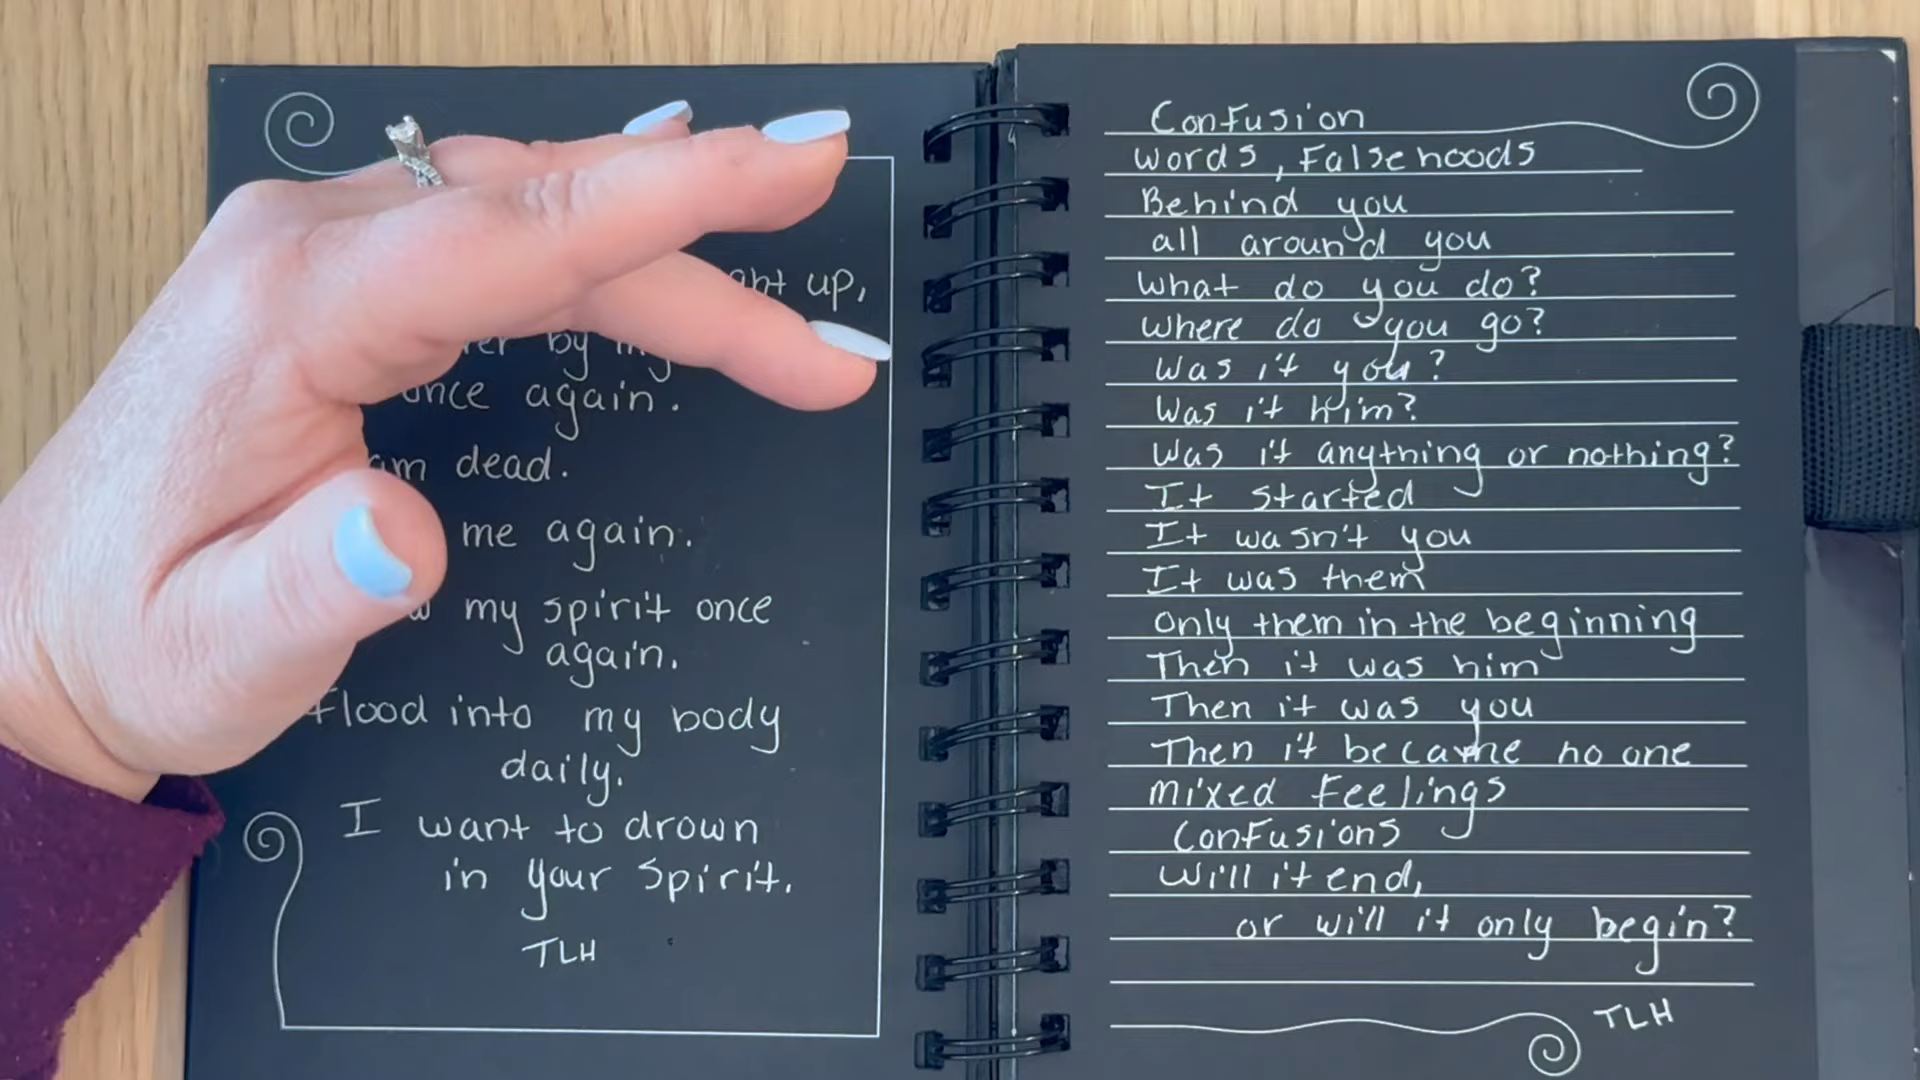 up,
by
once again.
am dead.
me again.
my spirit once
again.
Flood into my body
daily.
I want to drown
in your spirit.
TLH
Confusion
words, Falsehoods
Behind you
all around you
What do you do?
Where do you go?
Was it you?
Was it him?
Was it anything or nothing?
It started
It wasn't you
It was them
only them in the beginning
Then it was him
Then it was you
Then it became no one
mixed Feelings
Confusions
Will it end,
or will it only begin?
TLH